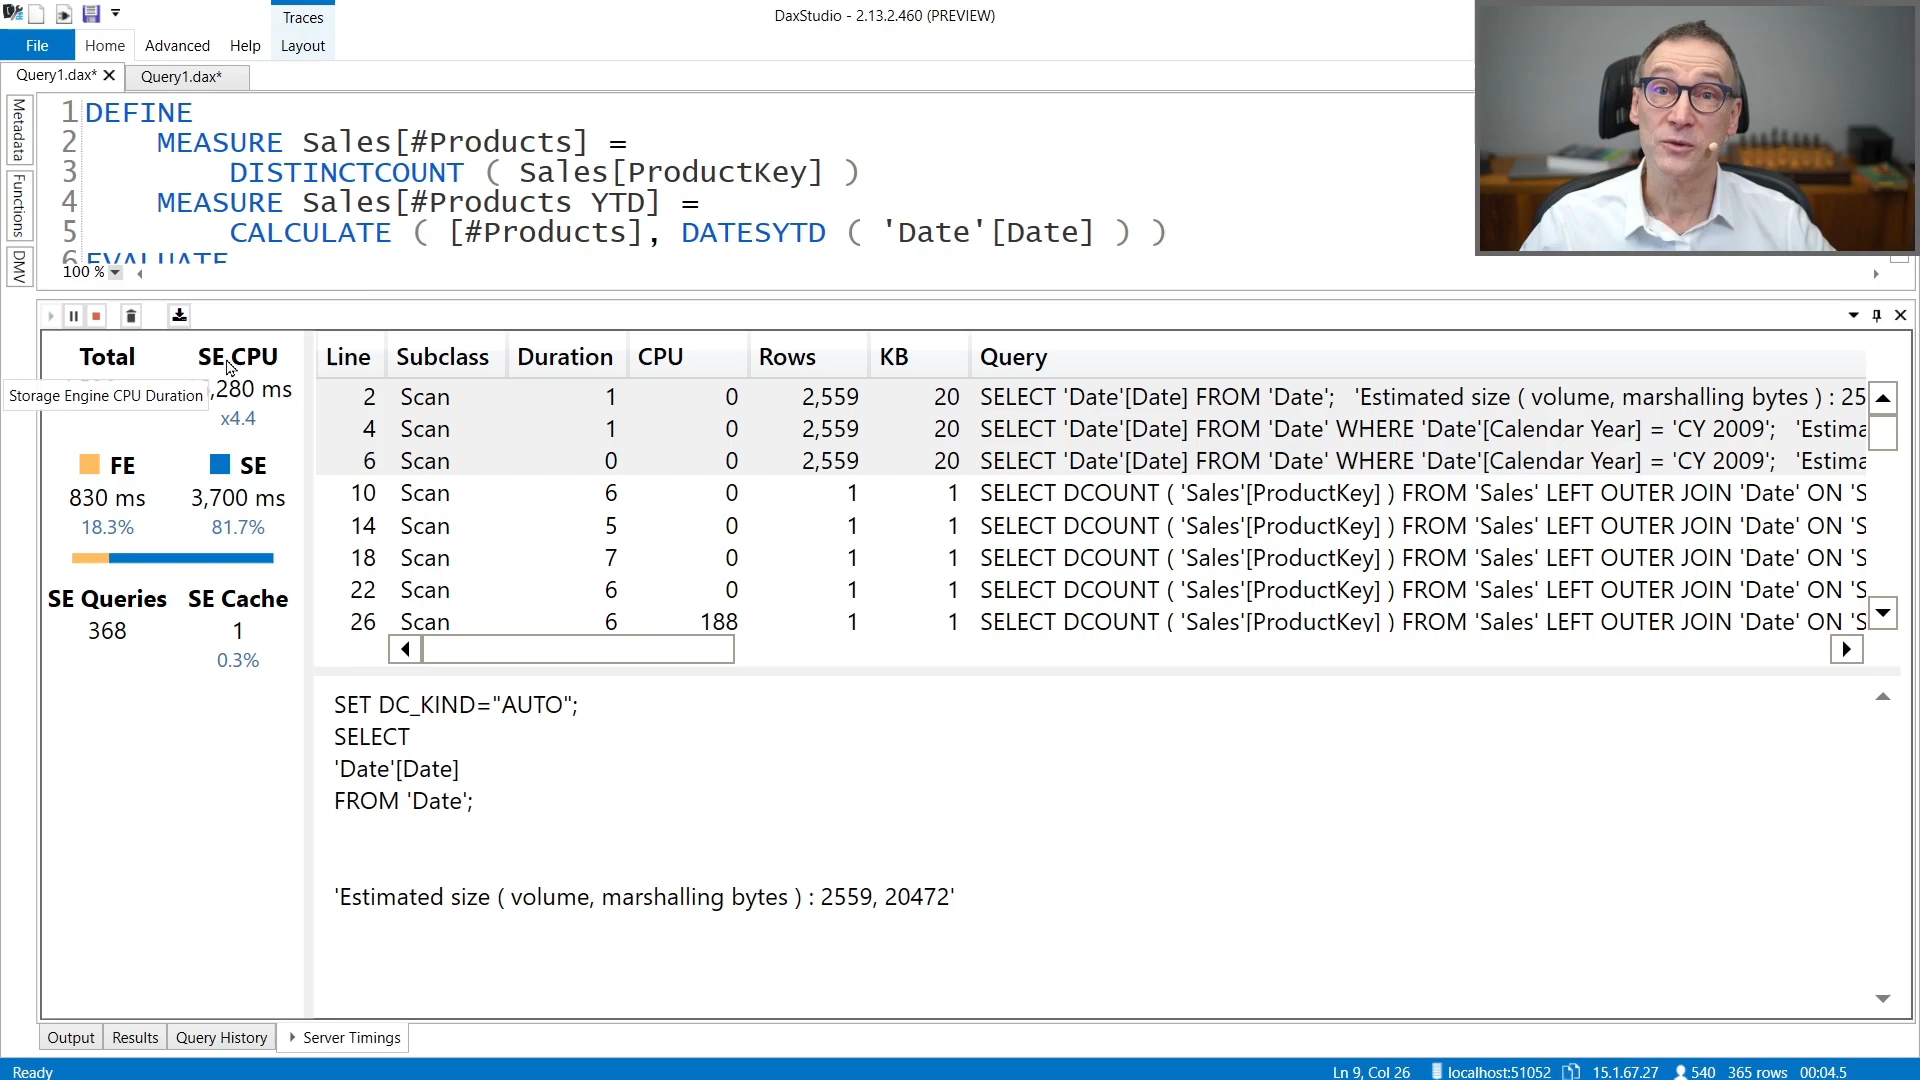 DaxStudio - 2.13.2.460 (PREVIEW)
Traces
File Home Advanced Help Layout
Query1.dax* Query1.dax*
Metadata
Functions
DMV
1 DEFINE
2 MEASURE Sales[#Products] =
3 DISTINCTCOUNT ( Sales[ProductKey] )
4 MEASURE Sales[#Products YTD] =
5 CALCULATE ( [#Products], DATESYTD ( 'Date'[Date] ) )
6 EVALUATE
100 %
Total SE CPU
Storage Engine CPU Duration
,280 ms
x4.4
FE SE
830 ms 3,700 ms
18.3% 81.7%
SE Queries SE Cache
368 1
0.3%
Line Subclass Duration CPU Rows KB Query
2 Scan 1 0 2,559 20 SELECT 'Date'[Date] FROM 'Date'; 'Estimated size ( volume, marshalling bytes ) : 25
4 Scan 1 0 2,559 20 SELECT 'Date'[Date] FROM 'Date' WHERE 'Date'[Calendar Year] = 'CY 2009'; 'Estima
6 Scan 0 0 2,559 20 SELECT 'Date'[Date] FROM 'Date' WHERE 'Date'[Calendar Year] = 'CY 2009'; 'Estima
10 Scan 6 0 1 1 SELECT DCOUNT ( 'Sales'[ProductKey] ) FROM 'Sales' LEFT OUTER JOIN 'Date' ON 'S
14 Scan 5 0 1 1 SELECT DCOUNT ( 'Sales'[ProductKey] ) FROM 'Sales' LEFT OUTER JOIN 'Date' ON 'S
18 Scan 7 0 1 1 SELECT DCOUNT ( 'Sales'[ProductKey] ) FROM 'Sales' LEFT OUTER JOIN 'Date' ON 'S
22 Scan 6 0 1 1 SELECT DCOUNT ( 'Sales'[ProductKey] ) FROM 'Sales' LEFT OUTER JOIN 'Date' ON 'S
26 Scan 6 188 1 1 SELECT DCOUNT ( 'Sales'[ProductKey] ) FROM 'Sales' LEFT OUTER JOIN 'Date' ON 'S
SET DC_KIND="AUTO";
SELECT
'Date'[Date]
FROM 'Date';
'Estimated size ( volume, marshalling bytes ) : 2559, 20472'
Output Results Query History Server Timings
Ready Ln 9, Col 26 localhost:51052 15.1.67.27 540 365 rows 00:04.5